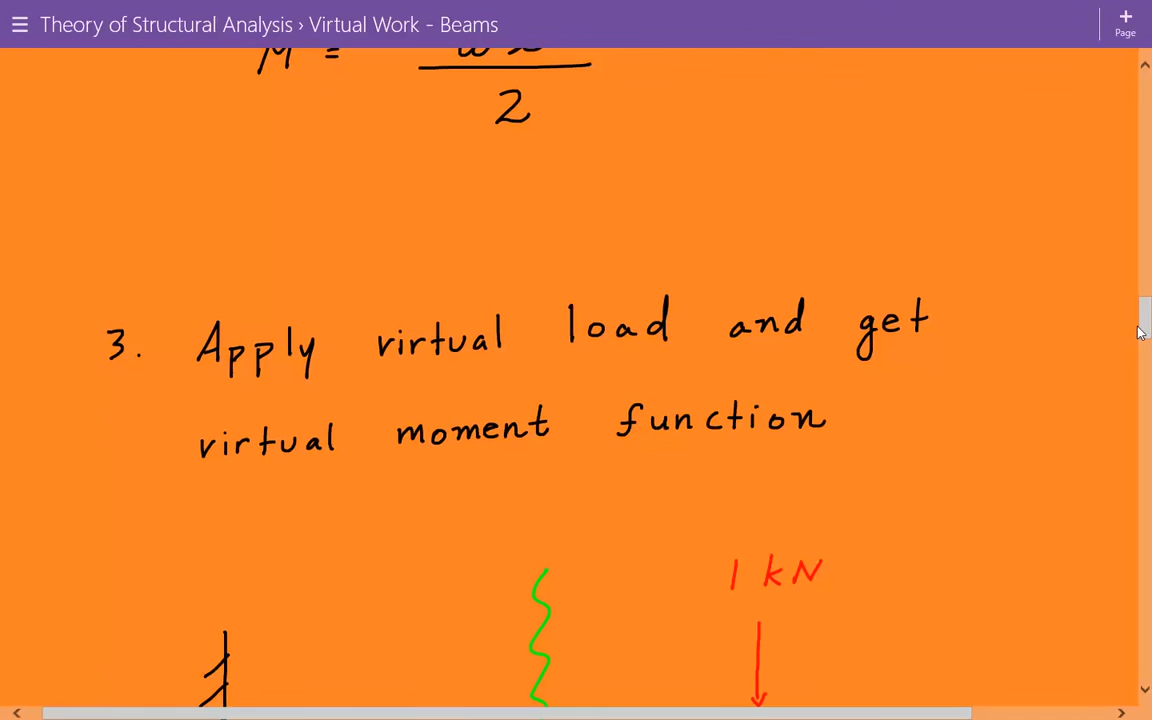 Theory of Structural Analysis › Virtual Work - Beams
Page
M =
2
3. Apply virtual load and get
virtual moment function
1 kN